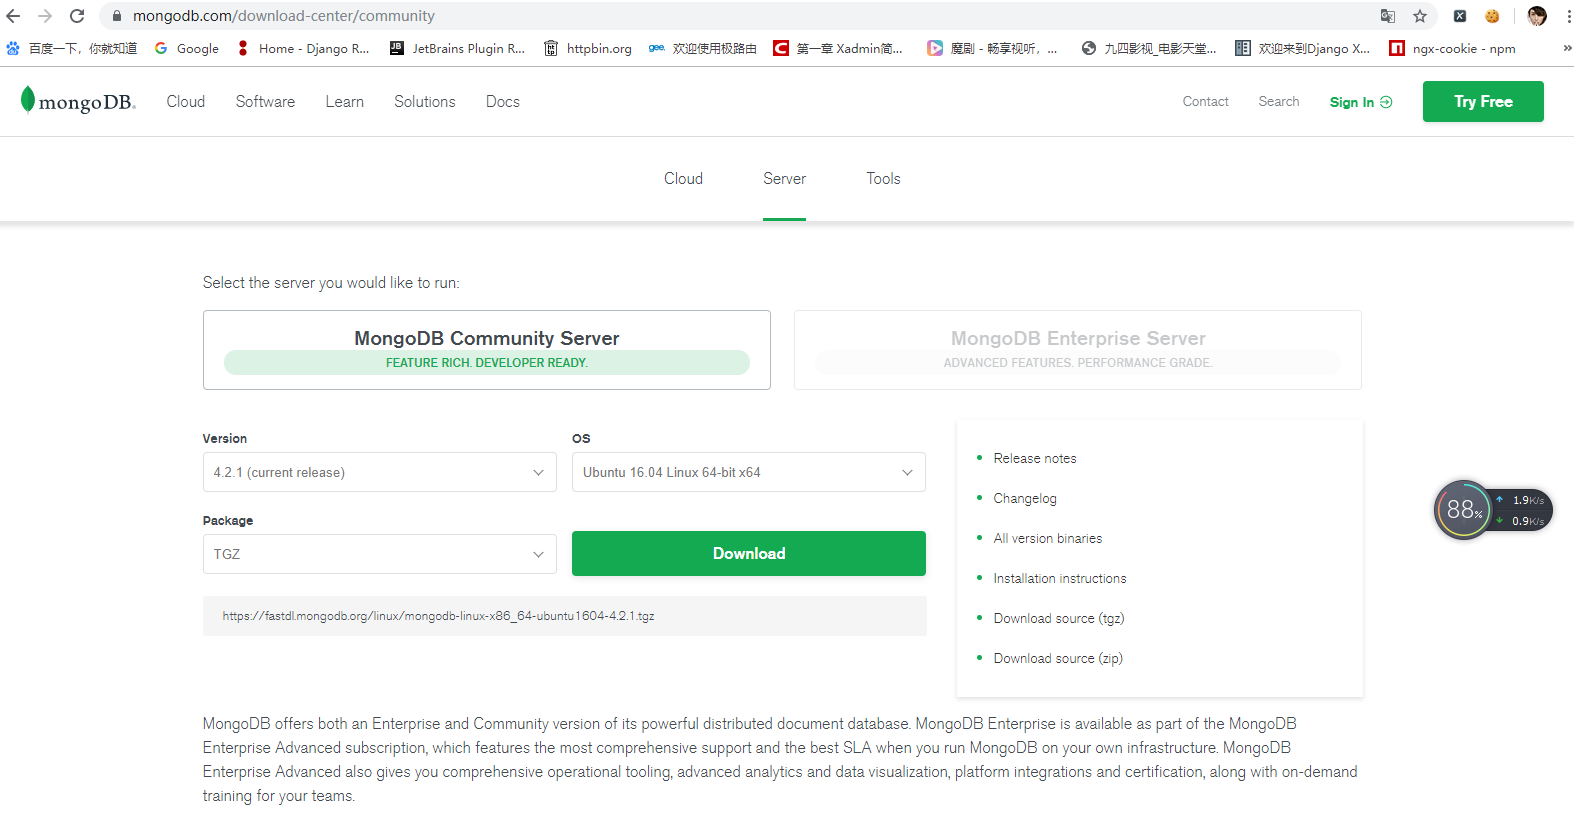 mongodb.com/download-center/community
百度一下，你就知道 Google Home - Django R... JetBrains Plugin R... httpbin.org 欢迎使用极路由 第一章 Xadmin简... 魔剧 - 畅享视听，... 九四影视_电影天堂... 欢迎来到Django X... ngx-cookie - npm »
mongoDB. Cloud Software Learn Solutions Docs Contact Search Sign In Try Free
Cloud Server Tools
Select the server you would like to run:
MongoDB Community Server
FEATURE RICH. DEVELOPER READY.
MongoDB Enterprise Server
ADVANCED FEATURES. PERFORMANCE GRADE.
Version
4.2.1 (current release)
OS
Ubuntu 16.04 Linux 64-bit x64
Package
TGZ
Download
https://fastdl.mongodb.org/linux/mongodb-linux-x86_64-ubuntu1604-4.2.1.tgz
Release notes
Changelog
All version binaries
Installation instructions
Download source (tgz)
Download source (zip)
88%
1.9K/s
0.9K/s
MongoDB offers both an Enterprise and Community version of its powerful distributed document database. MongoDB Enterprise is available as part of the MongoDB
Enterprise Advanced subscription, which features the most comprehensive support and the best SLA when you run MongoDB on your own infrastructure. MongoDB
Enterprise Advanced also gives you comprehensive operational tooling, advanced analytics and data visualization, platform integrations and certification, along with on-demand
training for your teams.